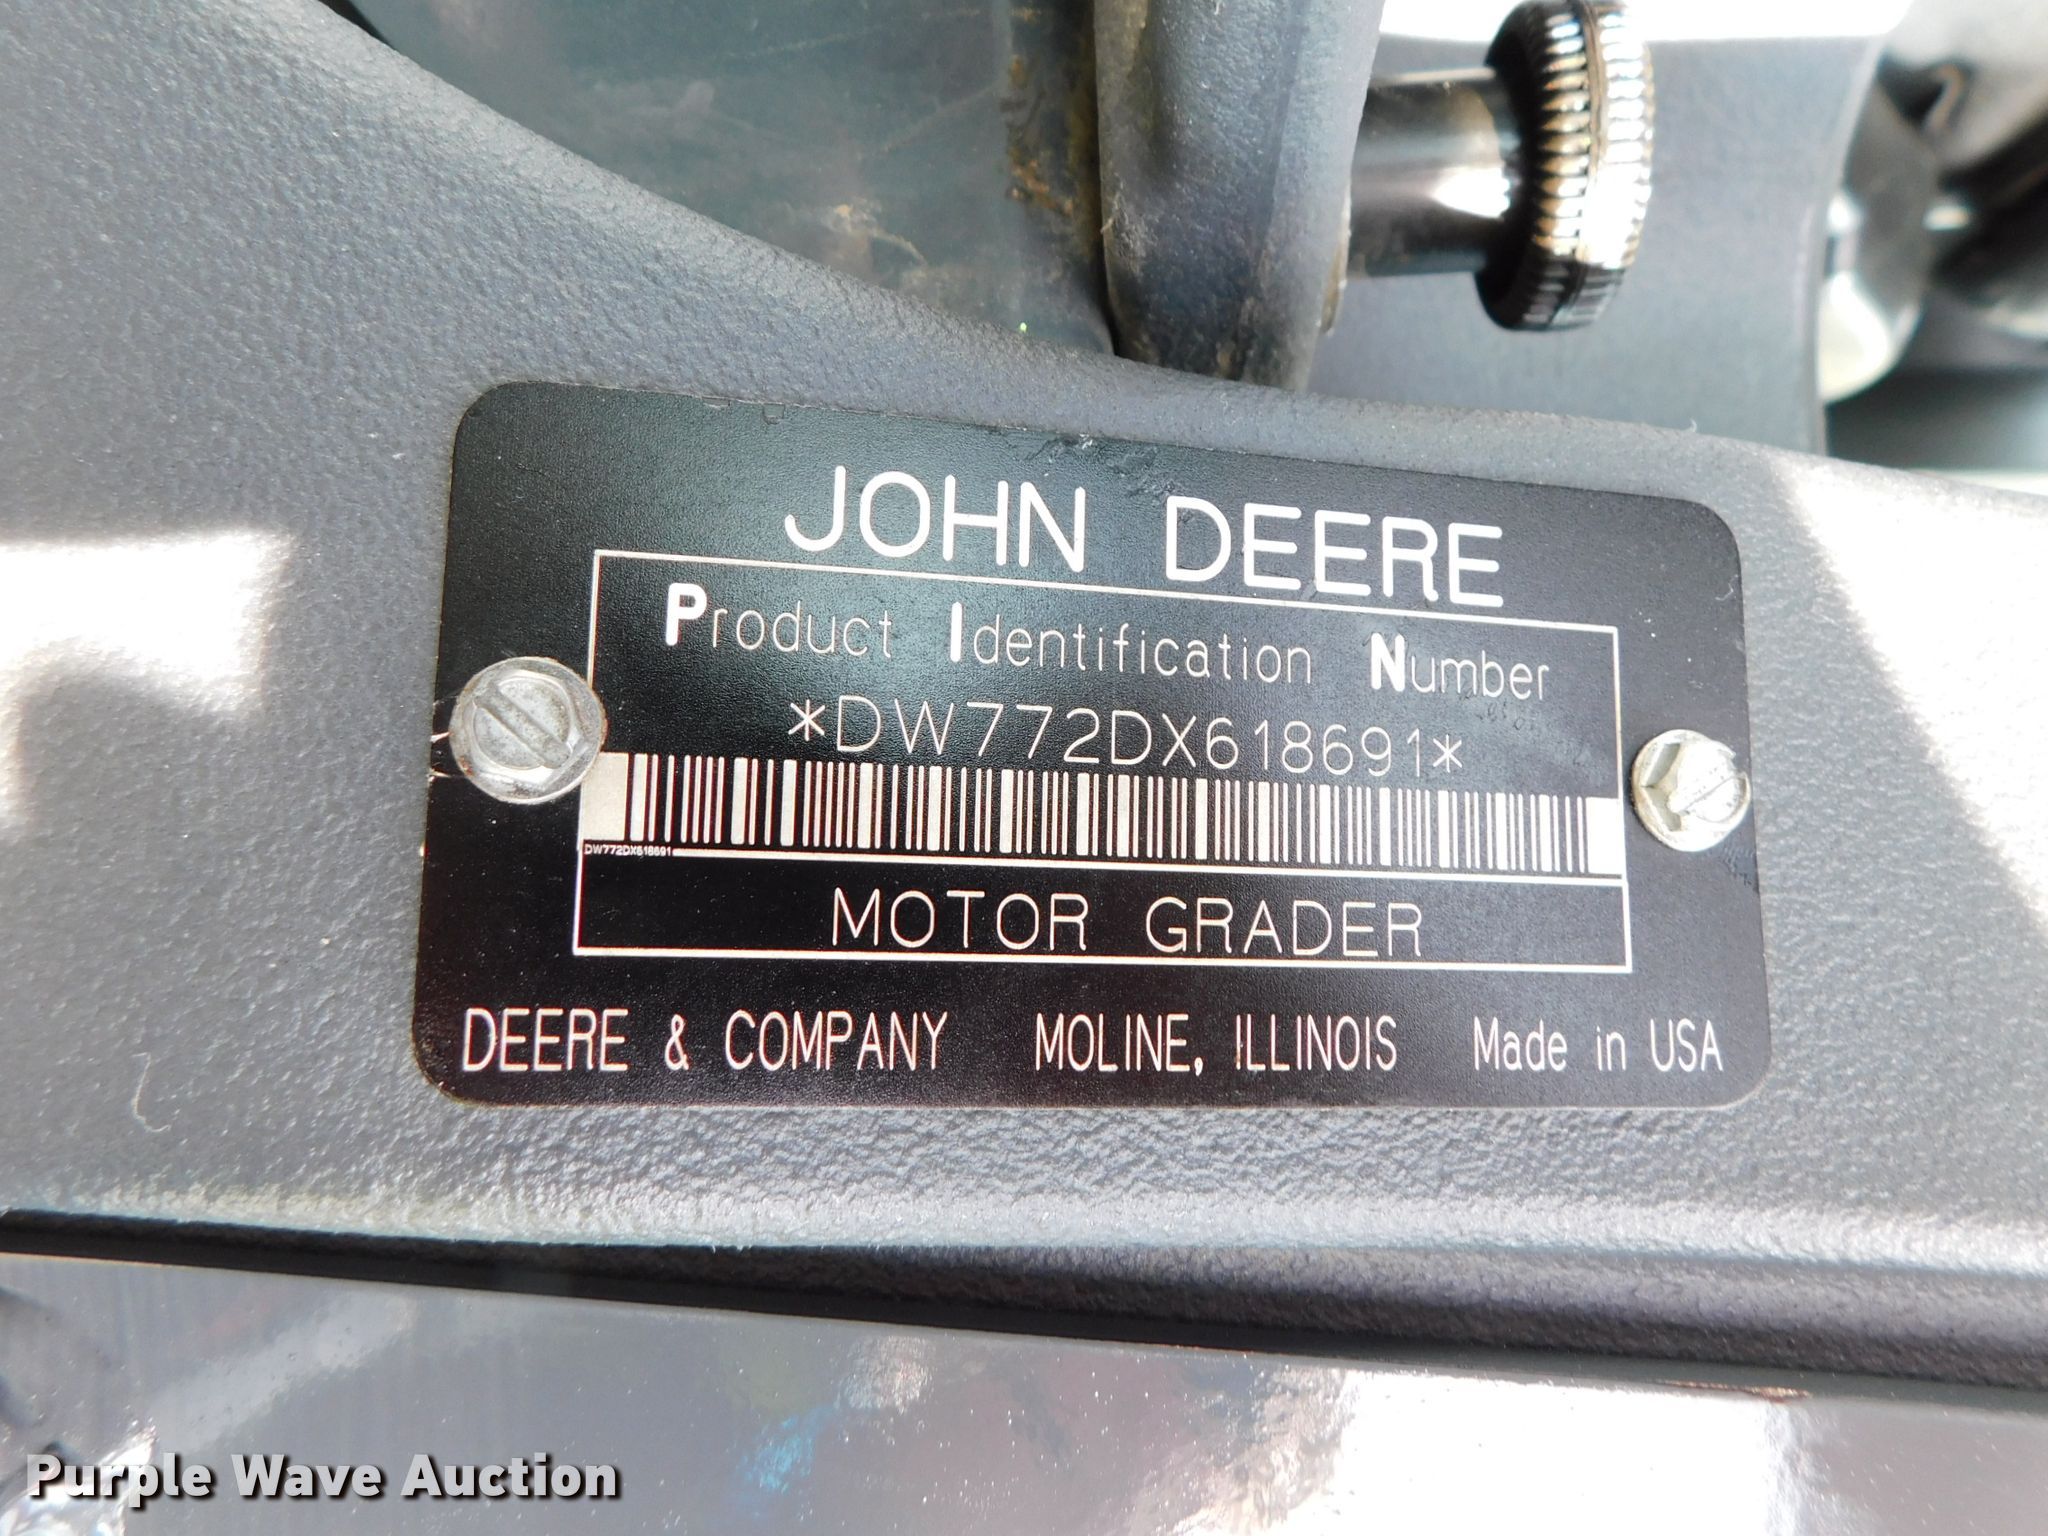 JOHN DEERE
Product Identification Number
*DW772DX618691*
DW772DX618691
MOTOR GRADER
DEERE & COMPANY MOLINE, ILLINOIS Made in USA
Purple Wave Auction